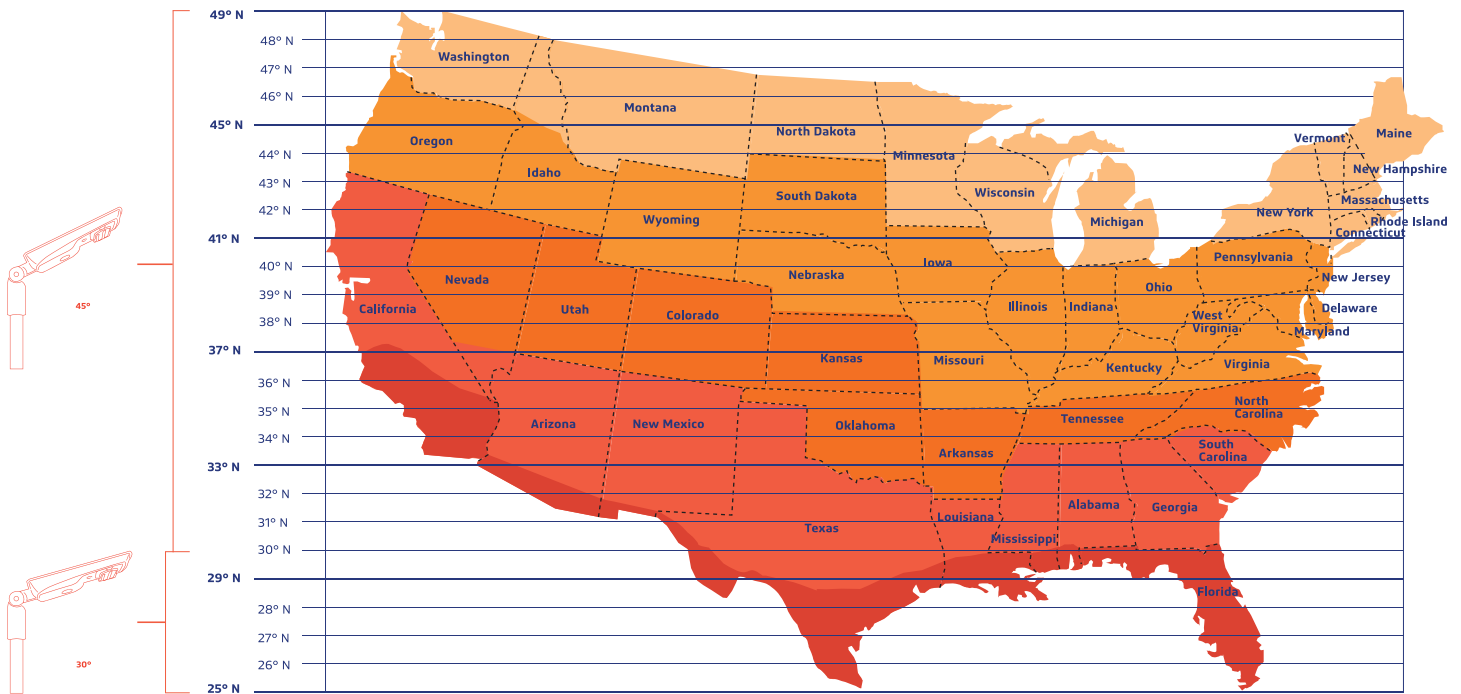 49° N
48° N
47° N
46° N
45° N
44° N
43° N
42° N
41° N
40° N
39° N
38° N
37° N
36° N
35° N
34° N
33° N
32° N
31° N
30° N
29° N
28° N
27° N
26° N
25° N
45°
30°
Washington
Montana
North Dakota
Minnesota
Vermont
Maine
Oregon
Idaho
New Hampshire
Wyoming
South Dakota
Wisconsin
Michigan
New York
Massachusetts
Rhode Island
Connecticut
Nevada
Nebraska
Iowa
Ohio
Pennsylvania
New Jersey
California
Utah
Colorado
Illinois
Indiana
West
Virginia
Delaware
Maryland
Kansas
Missouri
Kentucky
Virginia
Arizona
New Mexico
Oklahoma
Arkansas
Tennessee
North
Carolina
South
Carolina
Texas
Louisiana
Mississippi
Alabama
Georgia
Florida